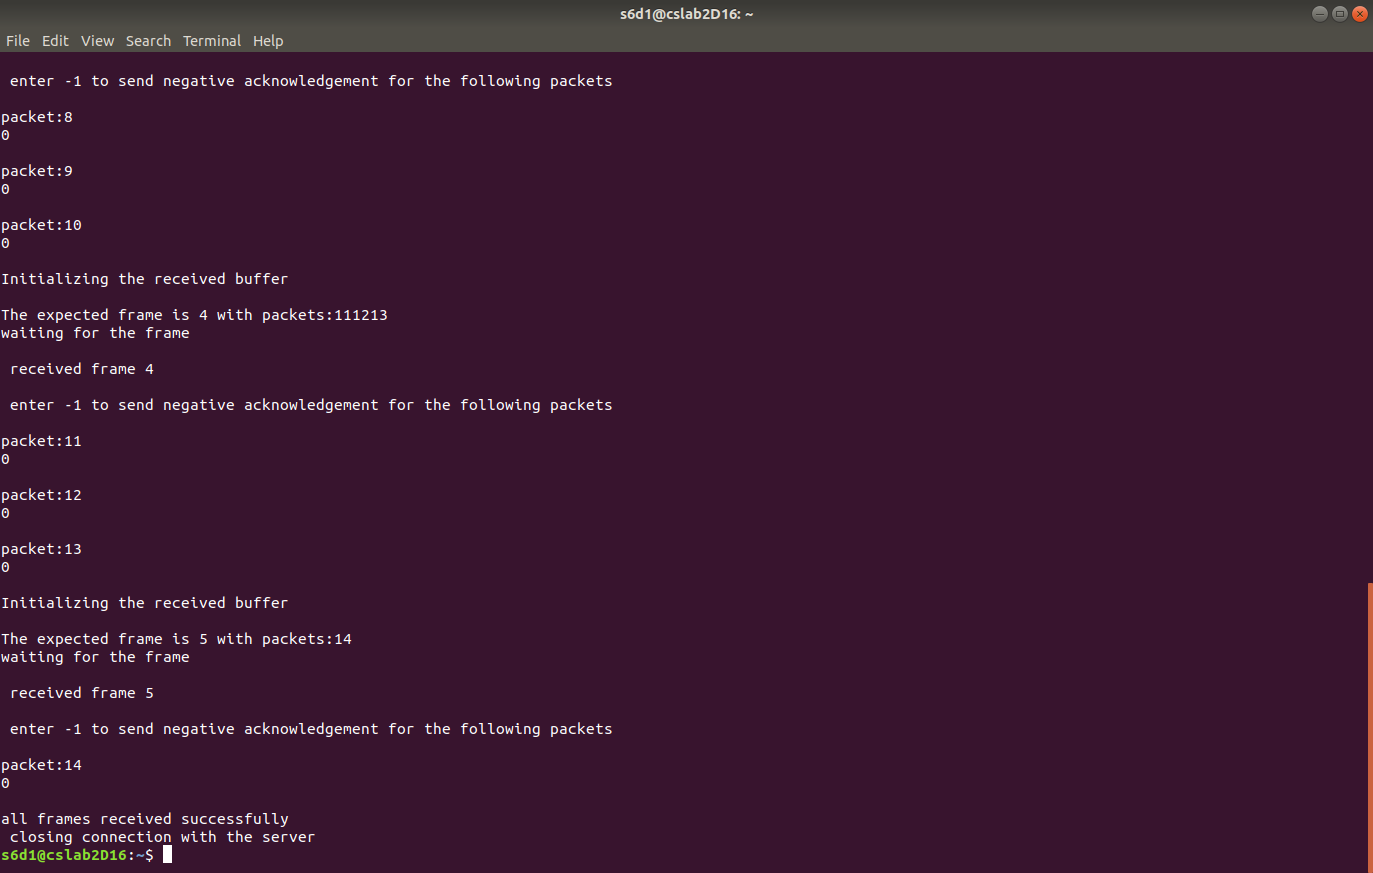 s6d1@cslab2D16: ~
File Edit View Search Terminal Help
enter -1 to send negative acknowledgement for the following packets
packet:8
0
packet:9
0
packet:10
0
Initializing the received buffer
The expected frame is 4 with packets:111213
waiting for the frame
received frame 4
enter -1 to send negative acknowledgement for the following packets
packet:11
0
packet:12
0
packet:13
0
Initializing the received buffer
The expected frame is 5 with packets:14
waiting for the frame
received frame 5
enter -1 to send negative acknowledgement for the following packets
packet:14
0
all frames received successfully
closing connection with the server
s6d1@cslab2D16:~$